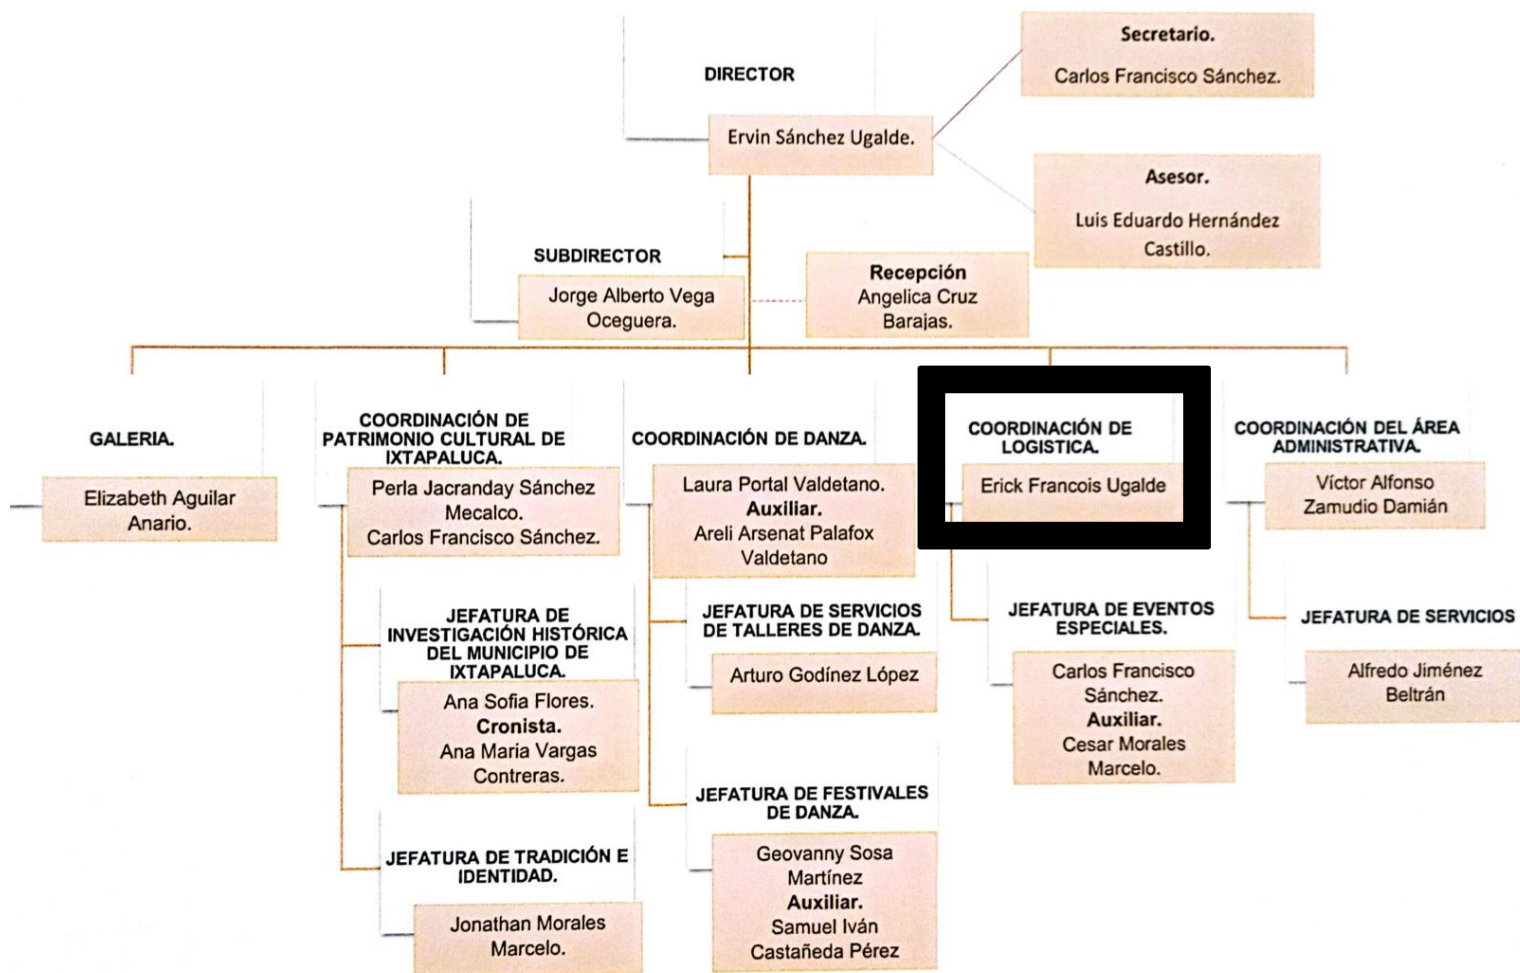 DIRECTOR
Ervin Sánchez Ugalde.
Secretario.
Carlos Francisco Sánchez.
Asesor.
Luis Eduardo Hernández
Castillo.
SUBDIRECTOR
Jorge Alberto Vega
Oceguera.
Recepción
Angelica Cruz
Barajas.
GALERIA.
Elizabeth Aguilar
Anario.
COORDINACIÓN DE
PATRIMONIO CULTURAL DE
IXTAPALUCA.
Perla Jacranday Sánchez
Mecalco.
Carlos Francisco Sánchez.
JEFATURA DE
INVESTIGACIÓN HISTÓRICA
DEL MUNICIPIO DE
IXTAPALUCA.
Ana Sofia Flores.
Cronista.
Ana Maria Vargas
Contreras.
JEFATURA DE TRADICIÓN E
IDENTIDAD.
Jonathan Morales
Marcelo.
COORDINACIÓN DE DANZA.
Laura Portal Valdetano.
Auxiliar.
Areli Arsenat Palafox
Valdetano
JEFATURA DE SERVICIOS
DE TALLERES DE DANZA.
Arturo Godínez López
JEFATURA DE FESTIVALES
DE DANZA.
Geovanny Sosa
Martínez
Auxiliar.
Samuel Iván
Castañeda Pérez
COORDINACIÓN DE
LOGISTICA.
Erick Francois Ugalde
JEFATURA DE EVENTOS
ESPECIALES.
Carlos Francisco
Sánchez.
Auxiliar.
Cesar Morales
Marcelo.
COORDINACIÓN DEL ÁREA
ADMINISTRATIVA.
Víctor Alfonso
Zamudio Damián
JEFATURA DE SERVICIOS
Alfredo Jiménez
Beltrán